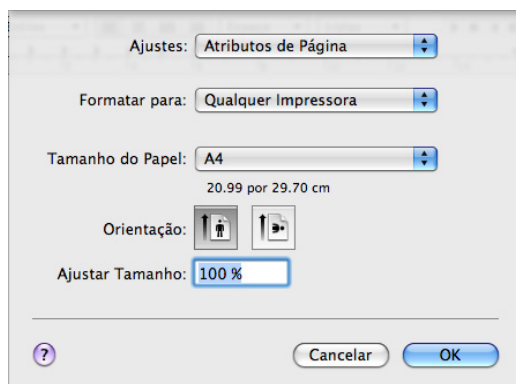 Ajustes: Atributos de Página
Formatar para: Qualquer Impressora
Tamanho do Papel: A4
20.99 por 29.70 cm
Orientação:
Ajustar Tamanho: 100 %
? Cancelar OK